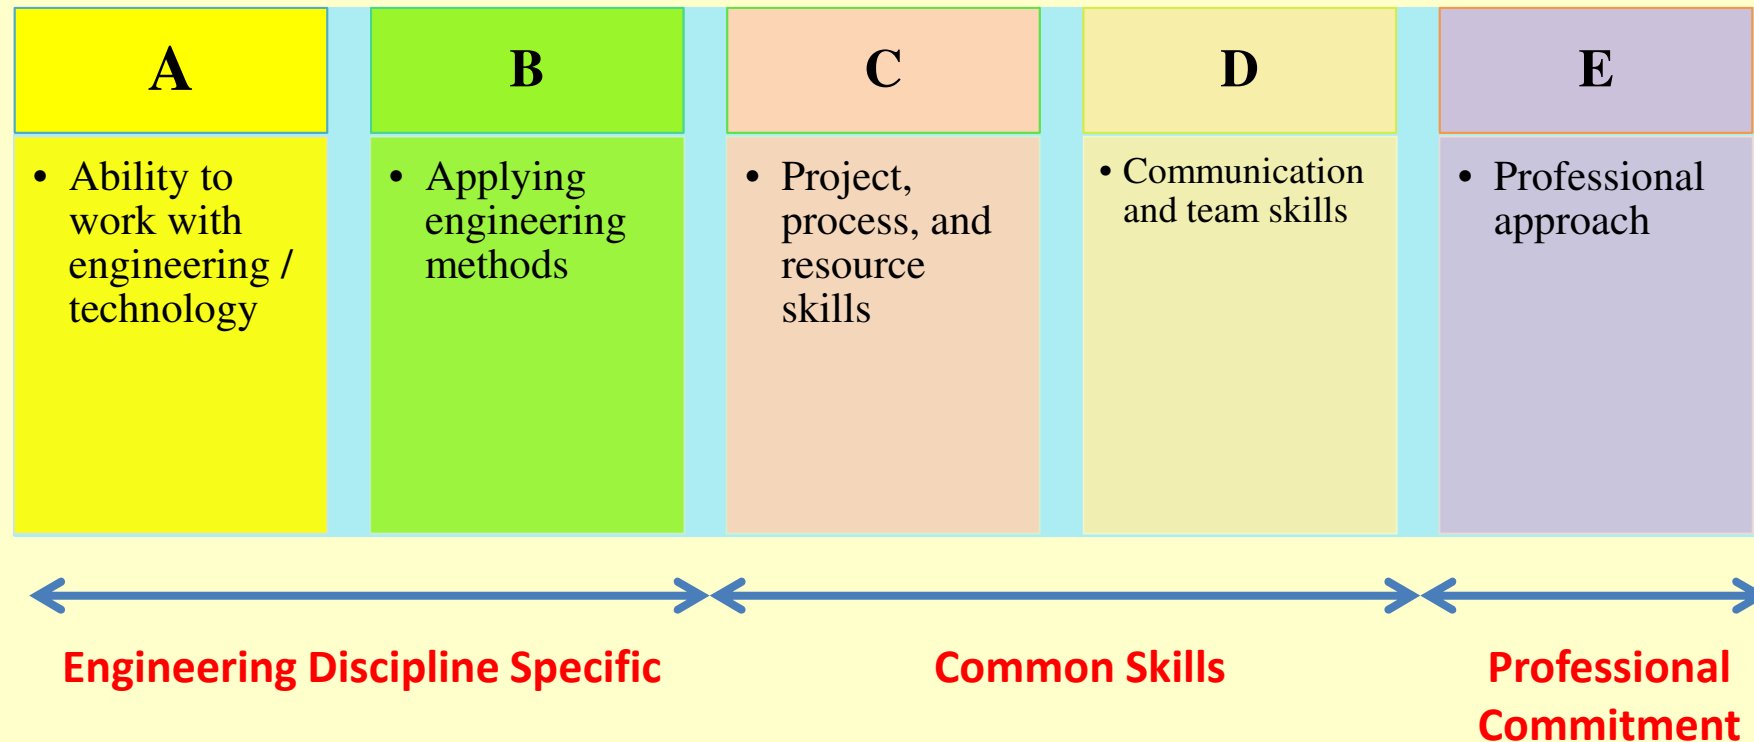 A
B
C
D
E
• Ability to
work with
engineering /
technology
• Applying
engineering
methods
• Project,
process, and
resource
skills
• Communication
and team skills
• Professional
approach
Engineering Discipline Specific
Common Skills
Professional
Commitment